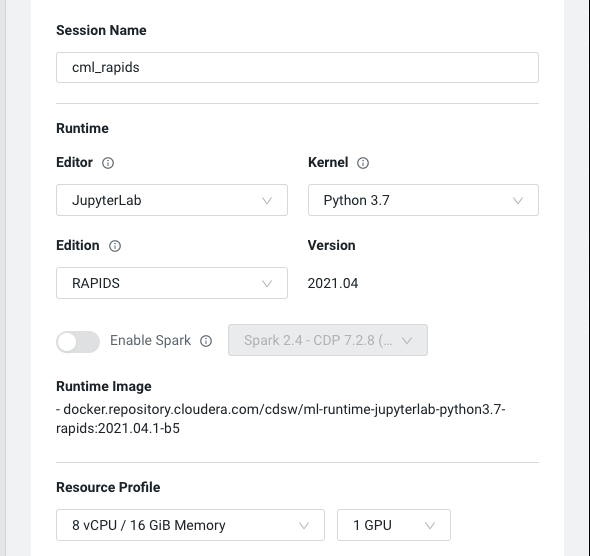 Session Name
cml_rapids
Runtime
Editor
Kernel
JupyterLab
Python 3.7
Edition
Version
RAPIDS
2021.04
Enable Spark
Spark 2.4 - CDP 7.2.8 (...
Runtime Image
- docker.repository.cloudera.com/cdsw/ml-runtime-jupyterlab-python3.7-
rapids:2021.04.1-b5
Resource Profile
8 vCPU / 16 GiB Memory
1 GPU